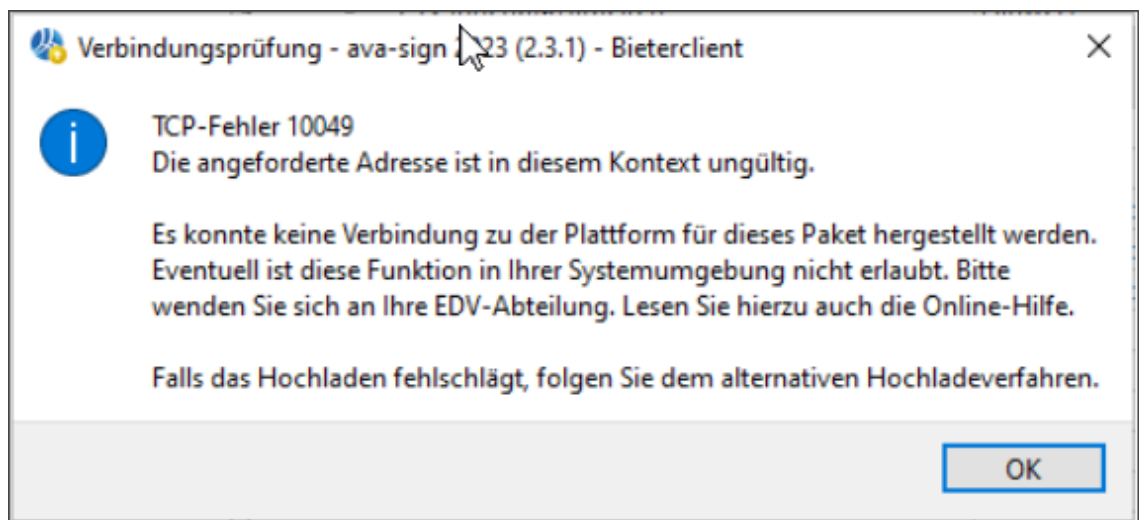 Verbindungsprüfung - ava-sign 23 (2.3.1) - Bieterclient
TCP-Fehler 10049
Die angeforderte Adresse ist in diesem Kontext ungültig.
Es konnte keine Verbindung zu der Plattform für dieses Paket hergestellt werden.
Eventuell ist diese Funktion in Ihrer Systemumgebung nicht erlaubt. Bitte
wenden Sie sich an Ihre EDV-Abteilung. Lesen Sie hierzu auch die Online-Hilfe.
Falls das Hochladen fehlschlägt, folgen Sie dem alternativen Hochladeverfahren.
OK